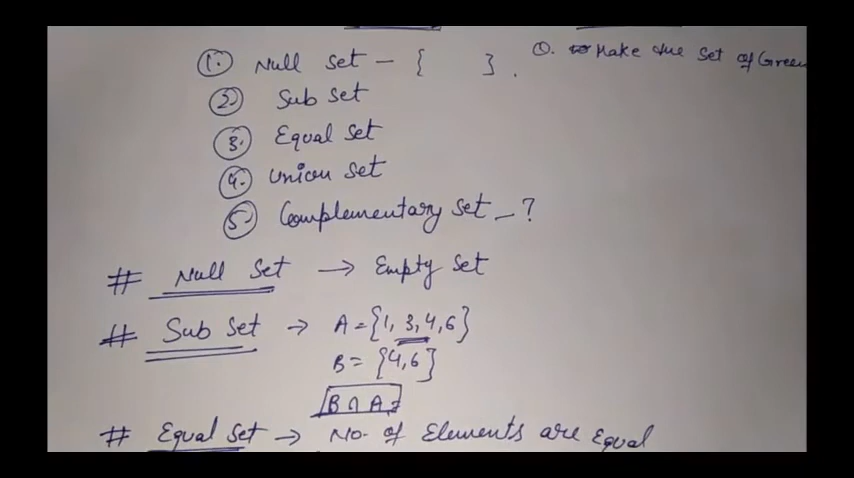 1. Null Set - { } .
Q. Make the Set of Green
2. Sub Set
3. Equal Set
4. Union Set
5. Complementary Set - ?
# Null Set → Empty Set
# Sub Set → A = {1, 3, 4, 6}
B = {4, 6}
B ∩ A =
# Equal Set → No. of Elements are Equal